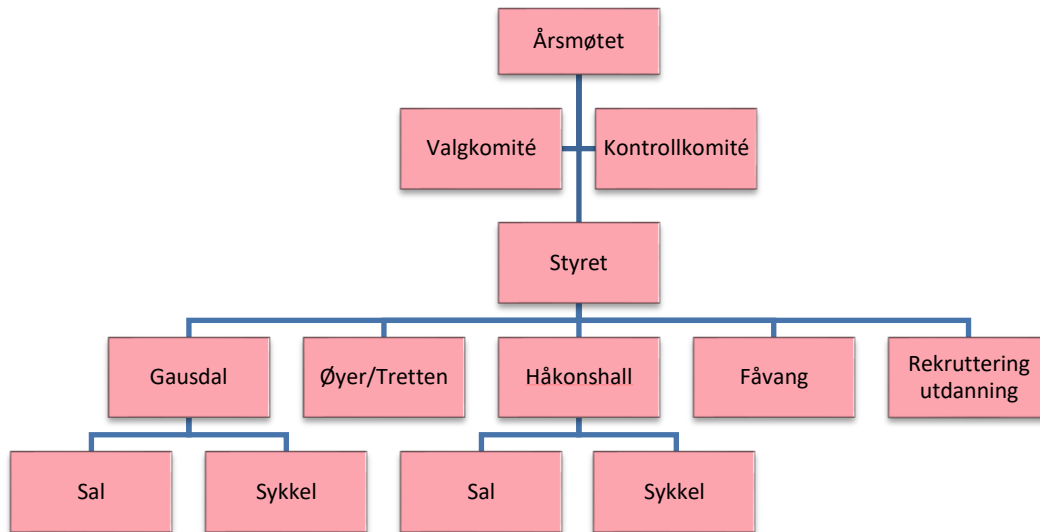 Årsmøtet
Valgkomité
Kontrollkomité
Styret
Gausdal
Øyer/Tretten
Håkonshall
Fåvang
Rekruttering
utdanning
Sal
Sykkel
Sal
Sykkel